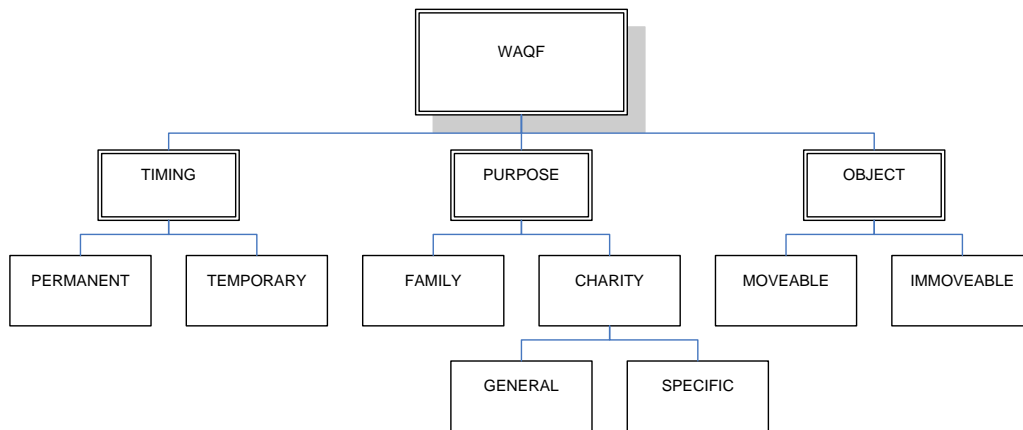 WAQF
TIMING
PURPOSE
OBJECT
PERMANENT
TEMPORARY
FAMILY
CHARITY
MOVEABLE
IMMOVEABLE
GENERAL
SPECIFIC